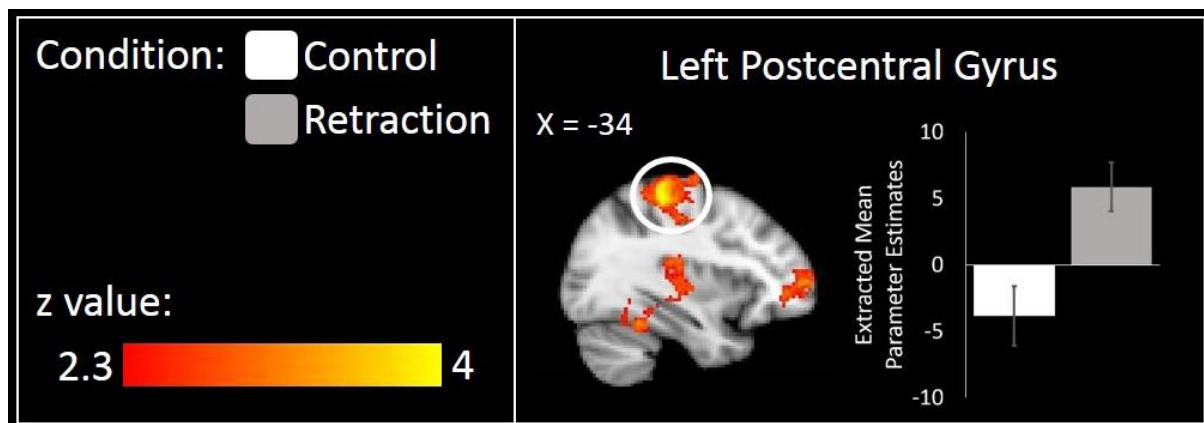 Condition: Control
Retraction
z value:
2.3 4
Left Postcentral Gyrus
X = -34
Extracted Mean
Parameter Estimates
10
5
0
-5
-10